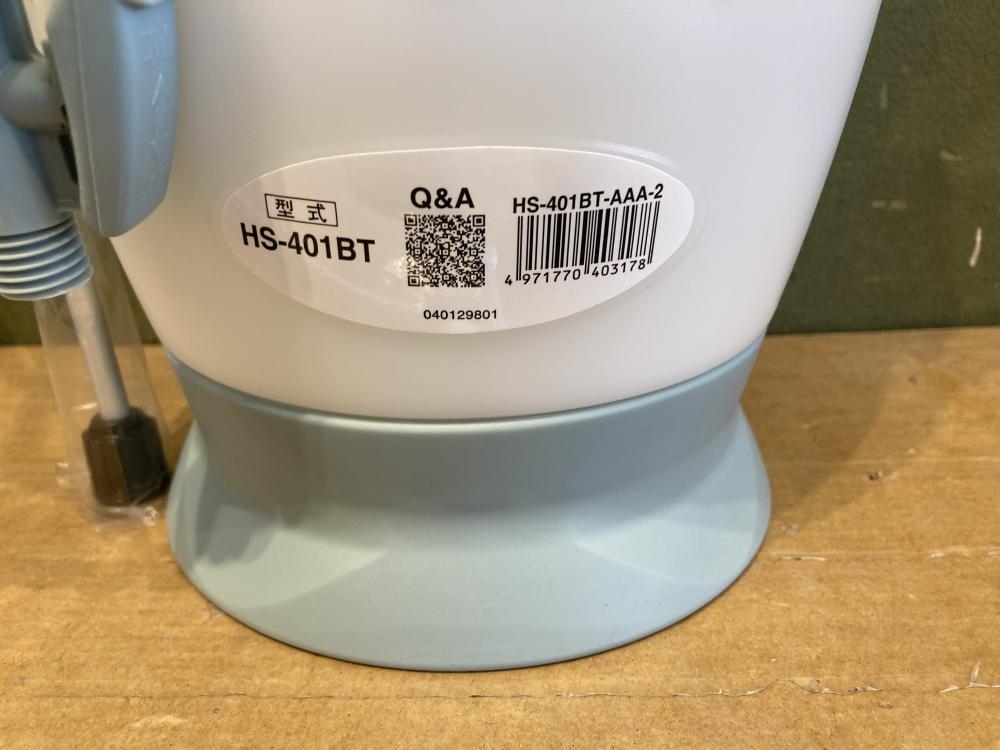 型式
HS-401BT
Q&A
HS-401BT-AAA-2
4 971770 403178
040129801